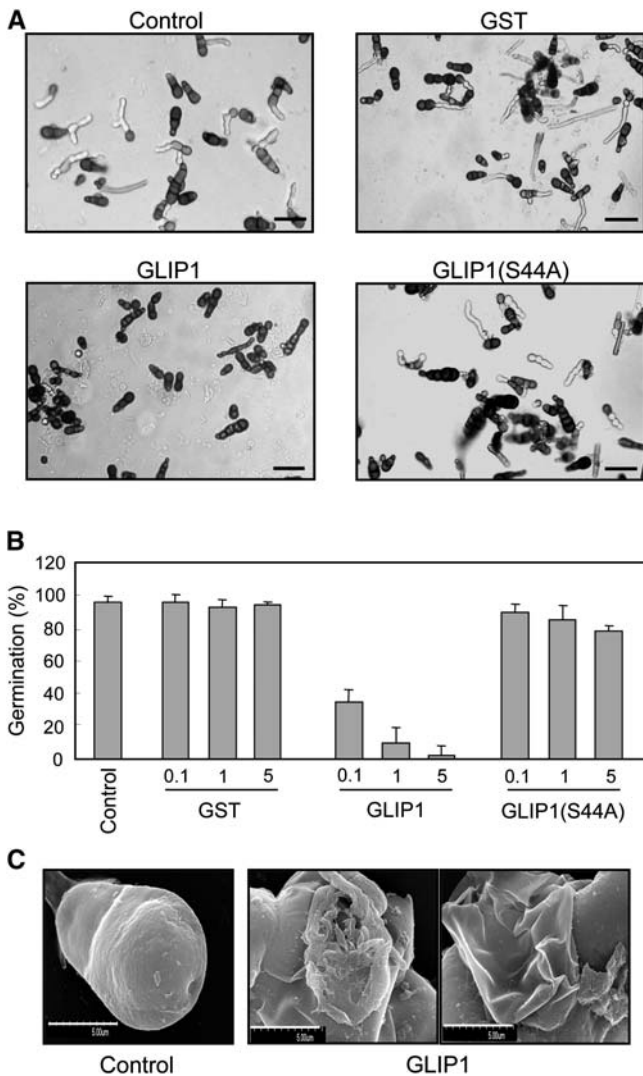 A
Control
GST
GLIP1
GLIP1(S44A)
B
Germination (%)
120
100
80
60
40
20
0
Control
0.1 1 5
GST
0.1 1 5
GLIP1
0.1 1 5
GLIP1(S44A)
C
5.00um
5.00um
5.00um
Control
GLIP1